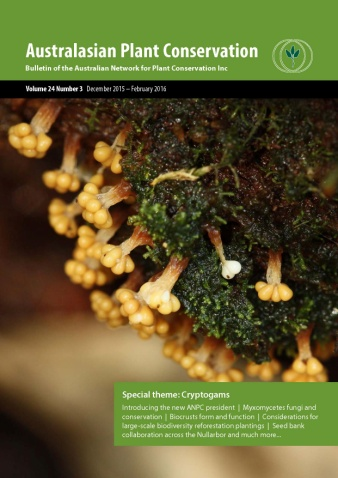 Australasian Plant Conservation
Bulletin of the Australian Network for Plant Conservation Inc
Volume 24 Number 3 December 2015 – February 2016
Special theme: Cryptogams
Introducing the new ANPC president | Myxomycetes fungi and
conservation | Biocrusts form and function | Considerations for
large-scale biodiversity reforestation plantings | Seed bank
collaboration across the Nullarbor and much more...